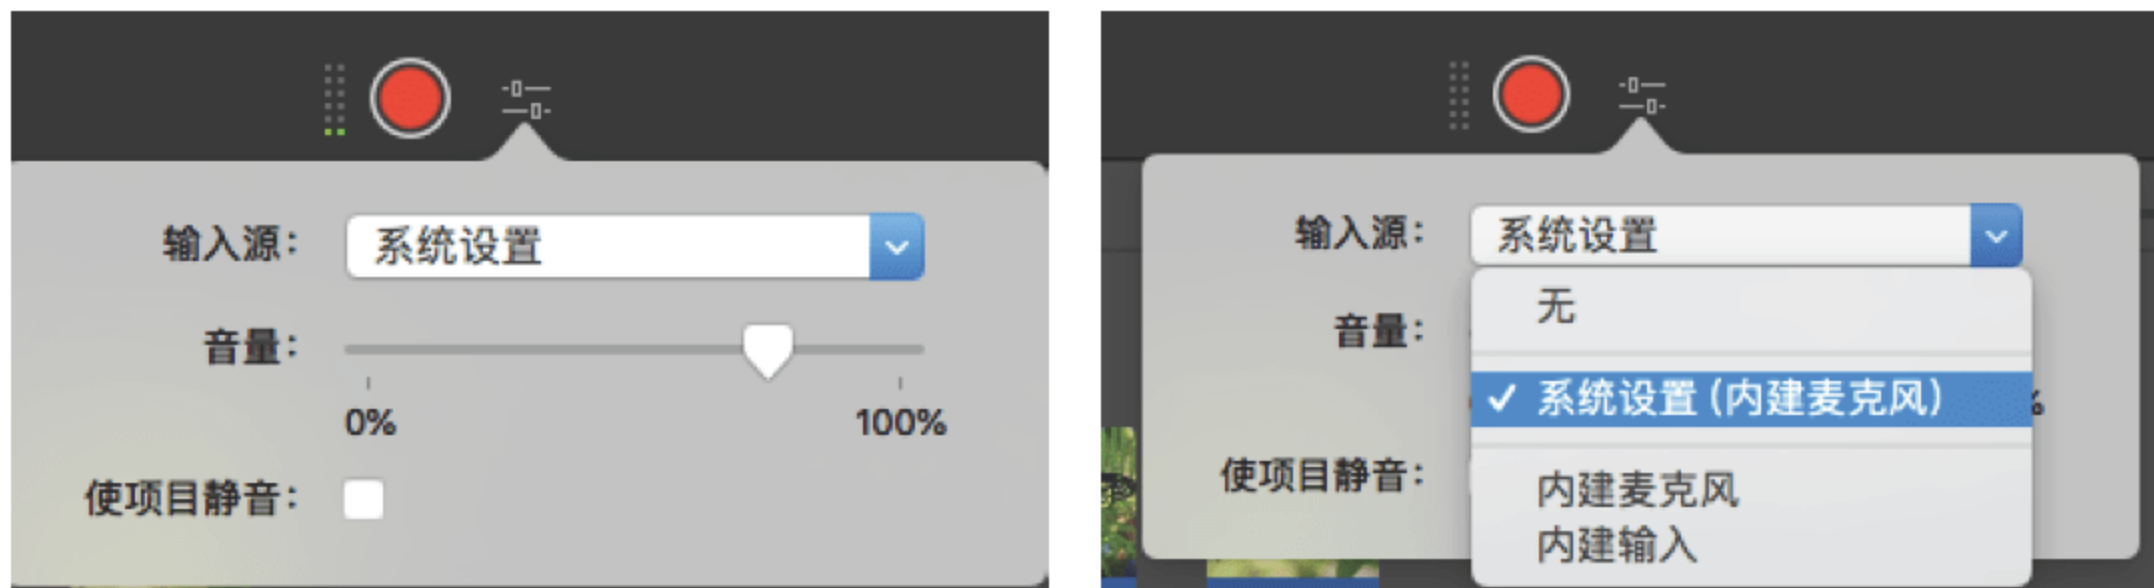 输入源：
系统设置
音量：
0%
100%
使项目静音：
输入源：
系统设置
无
音量：
✓ 系统设置 (内建麦克风)
%
使项目静音：
内建麦克风
内建输入